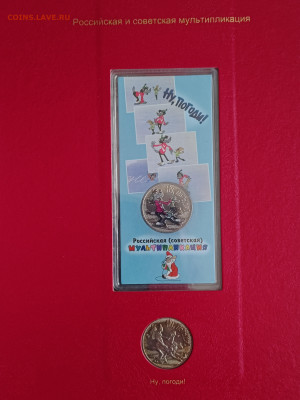 COINS.LAVE.RU
Российская и советская мультипликация
Ну, погоди!
Российская (советская)
МУЛЬТИПЛИКАЦИЯ
Ну, погоди!